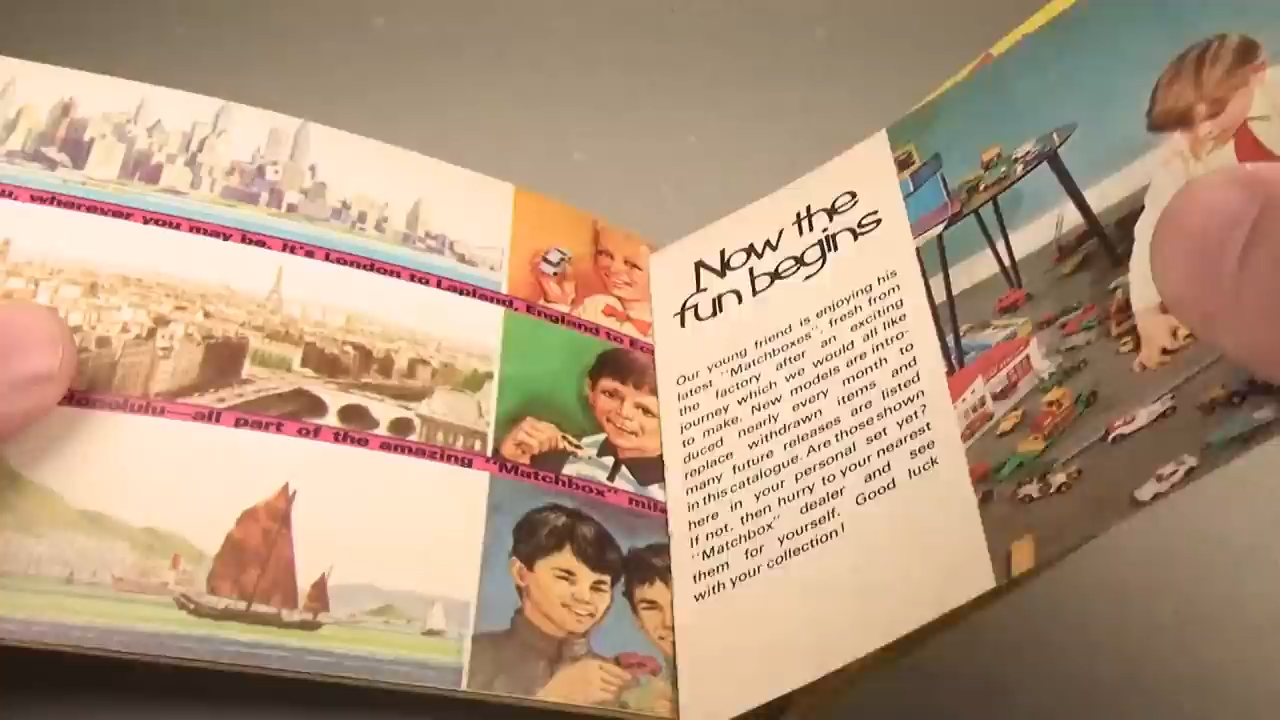 u, wherever you may be. It's London to Lapland, England to
Honolulu—all part of the amazing "Matchbox"
Now the
fun begins
Our young friend is enjoying his
latest "Matchboxes", fresh from
the factory after an exciting
journey which we would all like
to make. New models are intro-
duced nearly every month to
replace withdrawn items and
many future releases are listed
in this catalogue. Are those shown
here in your personal set yet?
If not, then hurry to your nearest
"Matchbox" dealer and see
them for yourself. Good luck
with your collection!